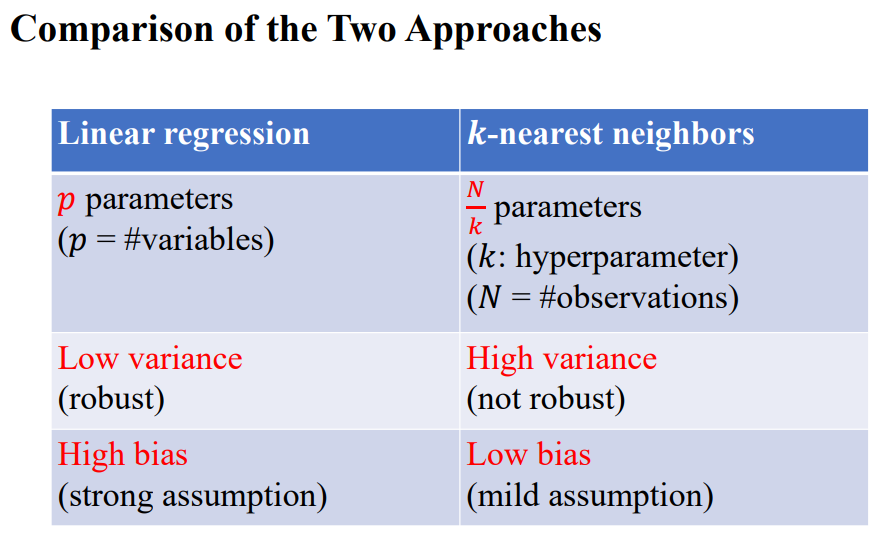 Comparison of the Two Approaches
Linear regression
k-nearest neighbors
p parameters
(p = #variables)
N/k parameters
(k: hyperparameter)
(N = #observations)
Low variance
(robust)
High variance
(not robust)
High bias
(strong assumption)
Low bias
(mild assumption)